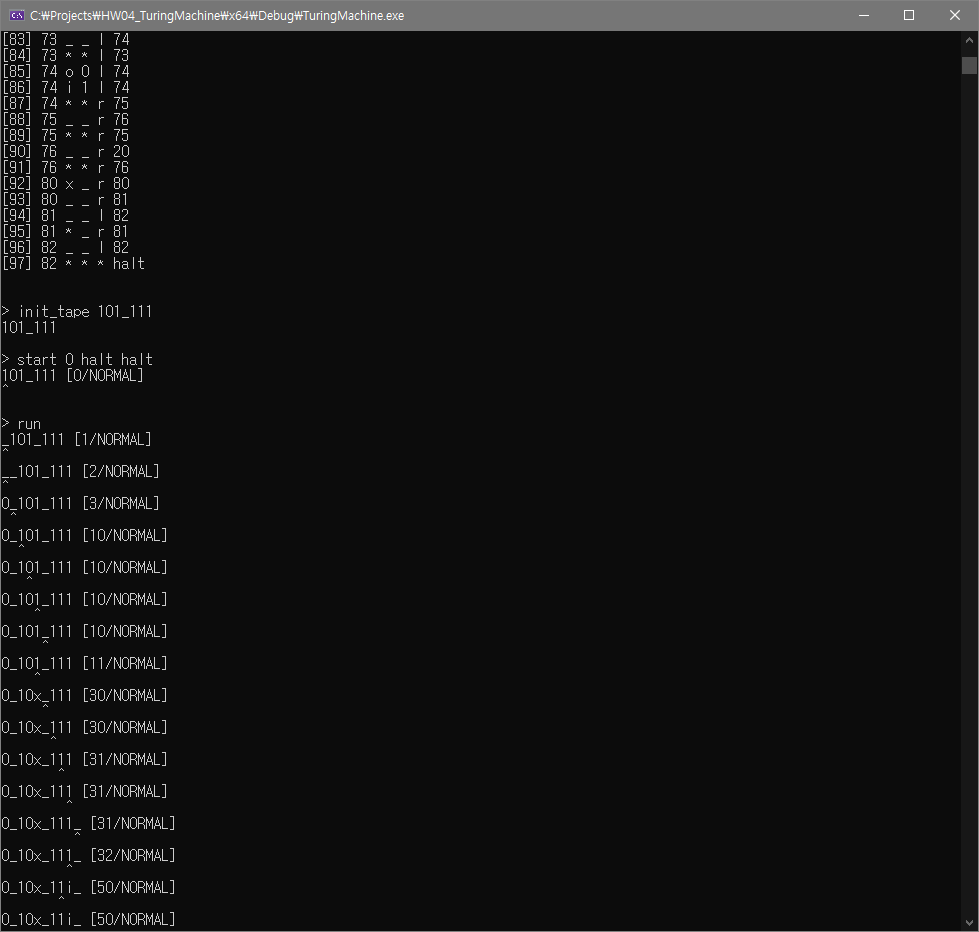 C:\Projects\HW04_TuringMachine\x64\Debug\TuringMachine.exe
[83] 73 _ _ l 74
[84] 73 * * l 73
[85] 74 o 0 l 74
[86] 74 i 1 l 74
[87] 74 * * r 75
[88] 75 _ _ r 76
[89] 75 * * r 75
[90] 76 _ _ r 20
[91] 76 * * r 76
[92] 80 x _ r 80
[93] 80 _ _ r 81
[94] 81 _ _ l 82
[95] 81 * _ r 81
[96] 82 _ _ l 82
[97] 82 * * * halt
> init_tape 101_111
101_111
> start 0 halt halt
101_111 [0/NORMAL]
^
> run
_101_111 [1/NORMAL]
^
__101_111 [2/NORMAL]
^
0_101_111 [3/NORMAL]
^
0_101_111 [10/NORMAL]
^
0_101_111 [10/NORMAL]
^
0_101_111 [10/NORMAL]
^
0_101_111 [10/NORMAL]
^
0_101_111 [11/NORMAL]
^
0_10x_111 [30/NORMAL]
^
0_10x_111 [30/NORMAL]
^
0_10x_111 [31/NORMAL]
^
0_10x_111 [31/NORMAL]
^
0_10x_111_ [31/NORMAL]
^
0_10x_111_ [32/NORMAL]
^
0_10x_11i_ [50/NORMAL]
^
0_10x_11i_ [50/NORMAL]